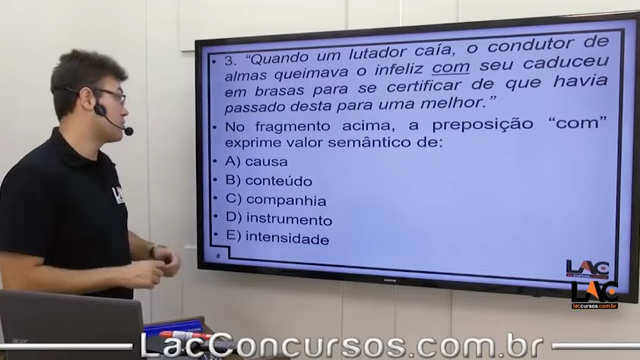 3. “Quando um lutador caía, o condutor de
almas queimava o infeliz com seu caduceu
em brasas para se certificar de que havia
passado desta para uma melhor.”
No fragmento acima, a preposição “com”
exprime valor semântico de:
A) causa
B) conteúdo
C) companhia
D) instrumento
E) intensidade
LAC
LAC
laccursos.com.br
LacConcursos.com.br